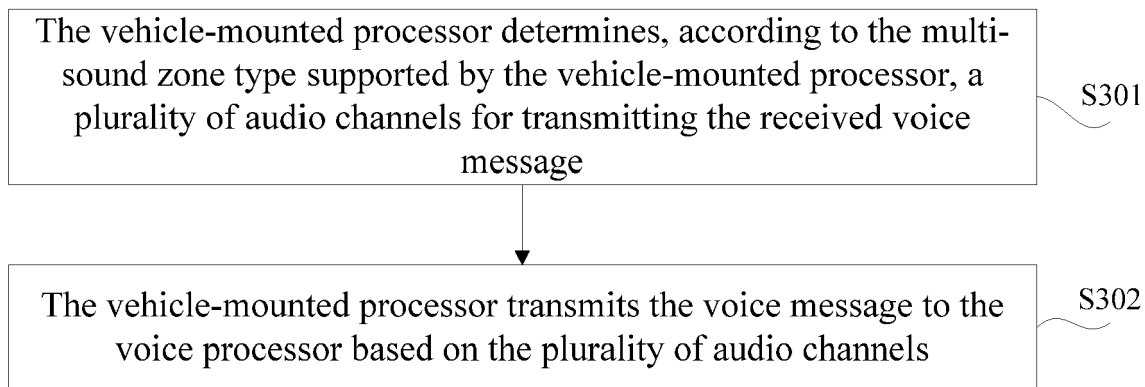 The vehicle-mounted processor determines, according to the multi-
sound zone type supported by the vehicle-mounted processor, a
plurality of audio channels for transmitting the received voice
message
S301
The vehicle-mounted processor transmits the voice message to the
voice processor based on the plurality of audio channels
S302